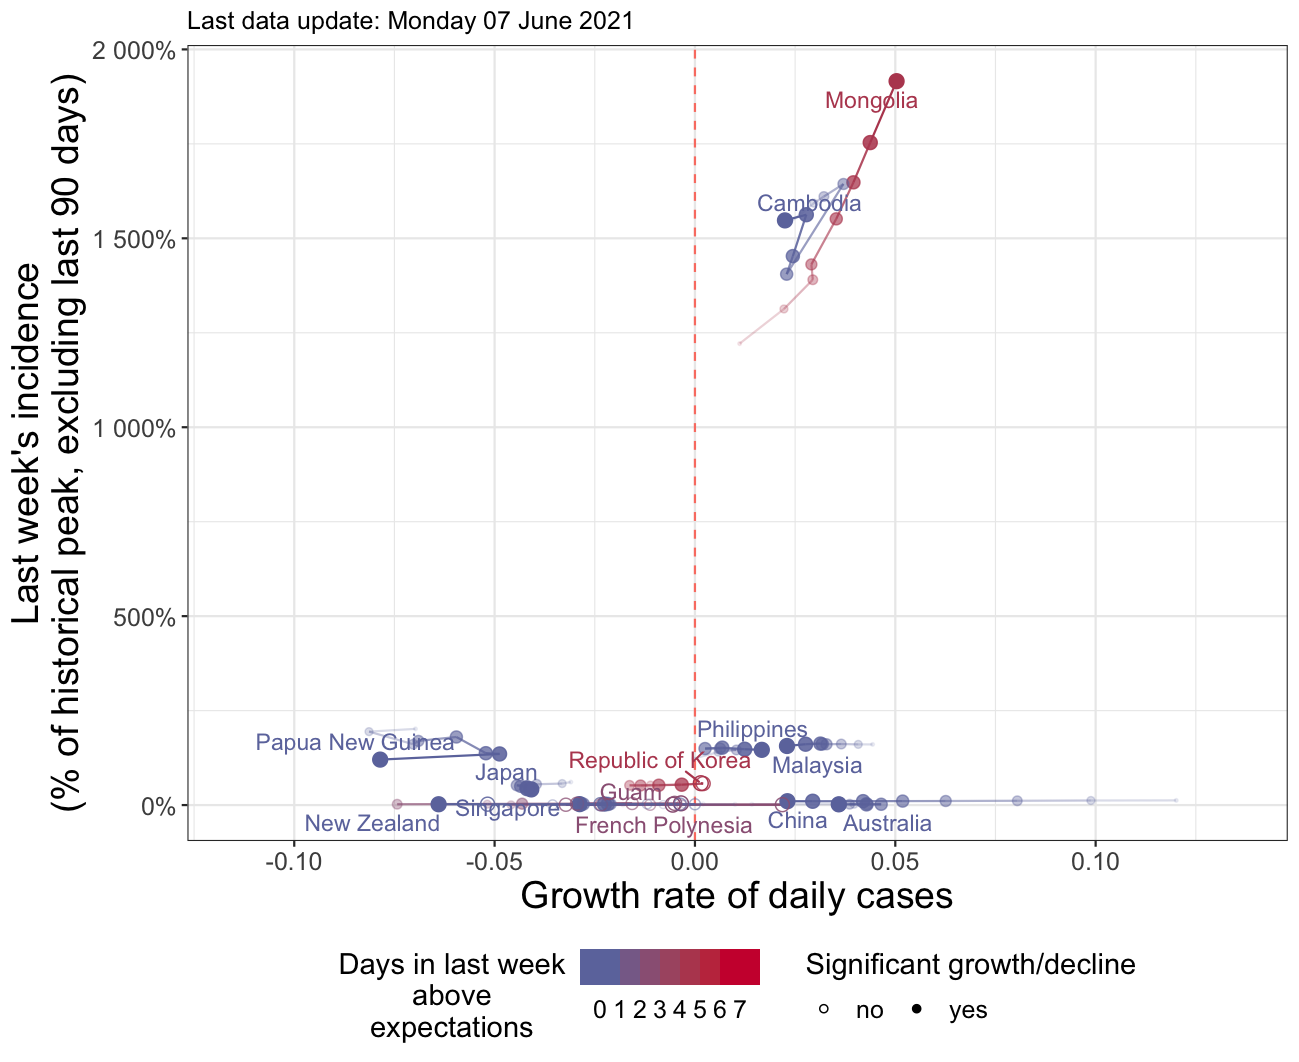 Last data update: Monday 07 June 2021
Last week's incidence
(% of historical peak, excluding last 90 days)
2 000%
1 500%
1 000%
500%
0%
Mongolia
Cambodia
Philippines
Papua New Guinea
Republic of Korea
Malaysia
Japan
Guam
Singapore
New Zealand
French Polynesia
China
Australia
-0.10
-0.05
0.00
0.05
0.10
Growth rate of daily cases
Days in last week
above
expectations
0 1 2 3 4 5 6 7
Significant growth/decline
no
yes